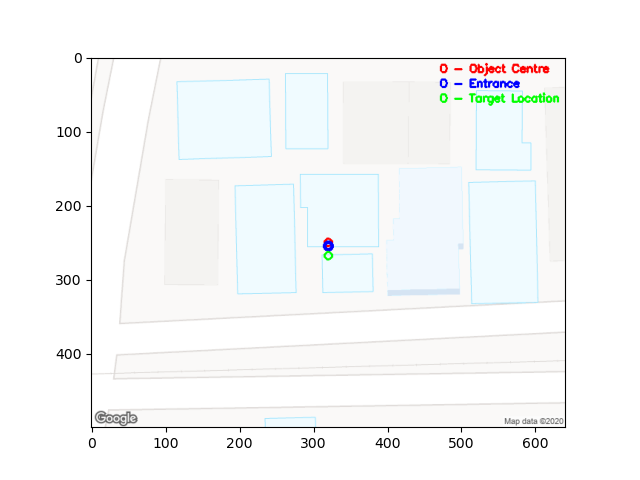 O - Object Centre
O - Entrance
O - Target Location
0
100
200
300
400
0 100 200 300 400 500 600
Google
Map data ©2020